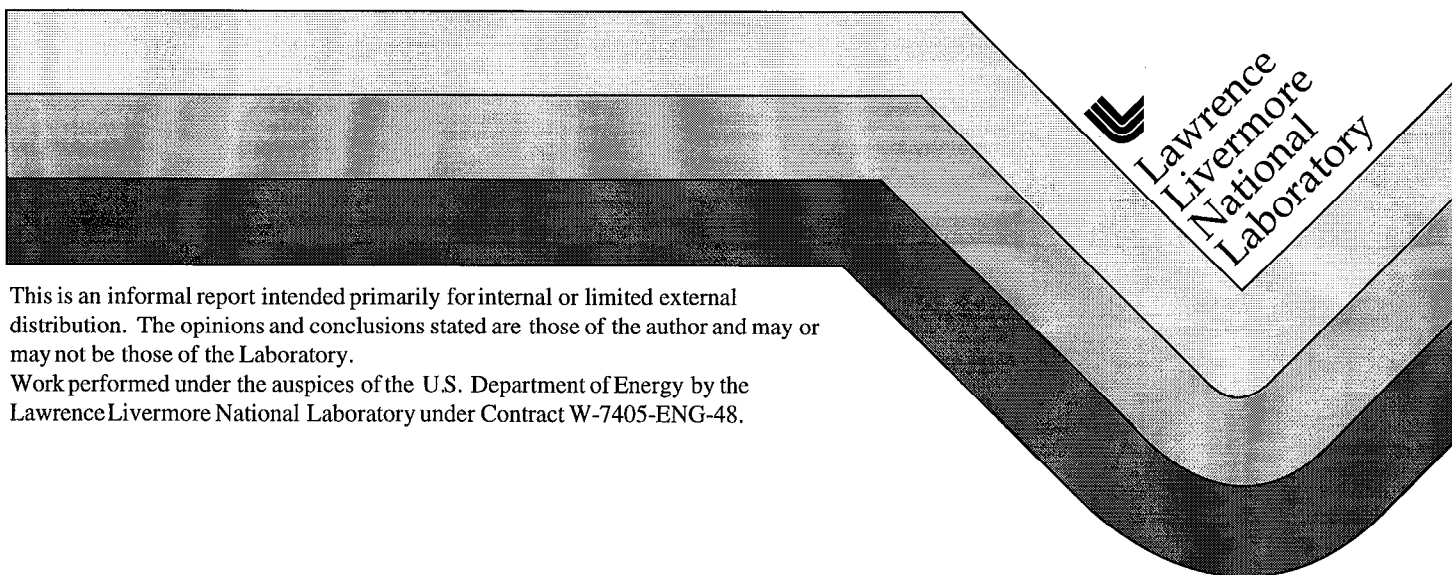 Lawrence
Livermore
National
Laboratory
This is an informal report intended primarily for internal or limited external
distribution. The opinions and conclusions stated are those of the author and may or
may not be those of the Laboratory.
Work performed under the auspices of the U.S. Department of Energy by the
Lawrence Livermore National Laboratory under Contract W-7405-ENG-48.